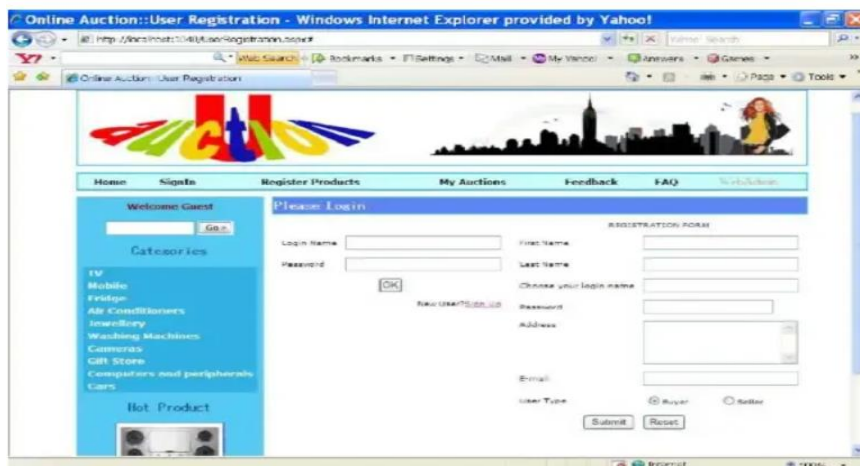 Online Auction::User Registration - Windows Internet Explorer provided by Yahoo!
Web Search Bookmarks Settings Mail My Yahoo! Answers Games
Online Auction::User Registration Page Tools
auction
Home SignIn Register Products My Auctions Feedback FAQ WebAdmin
Welcome Guest
Go >
Categories
TV
Mobile
Fridge
Air Conditioners
Jewellery
Washing Machines
Cameras
Gift Store
Computers and peripherals
Cars
Hot Product
Please Login
Login Name
Password
OK
New User?Sign Up
REGISTRATION FORM
First Name
Last Name
Choose your login name
Password
Address
E-mail
User Type Buyer Seller
Submit Reset
Internet